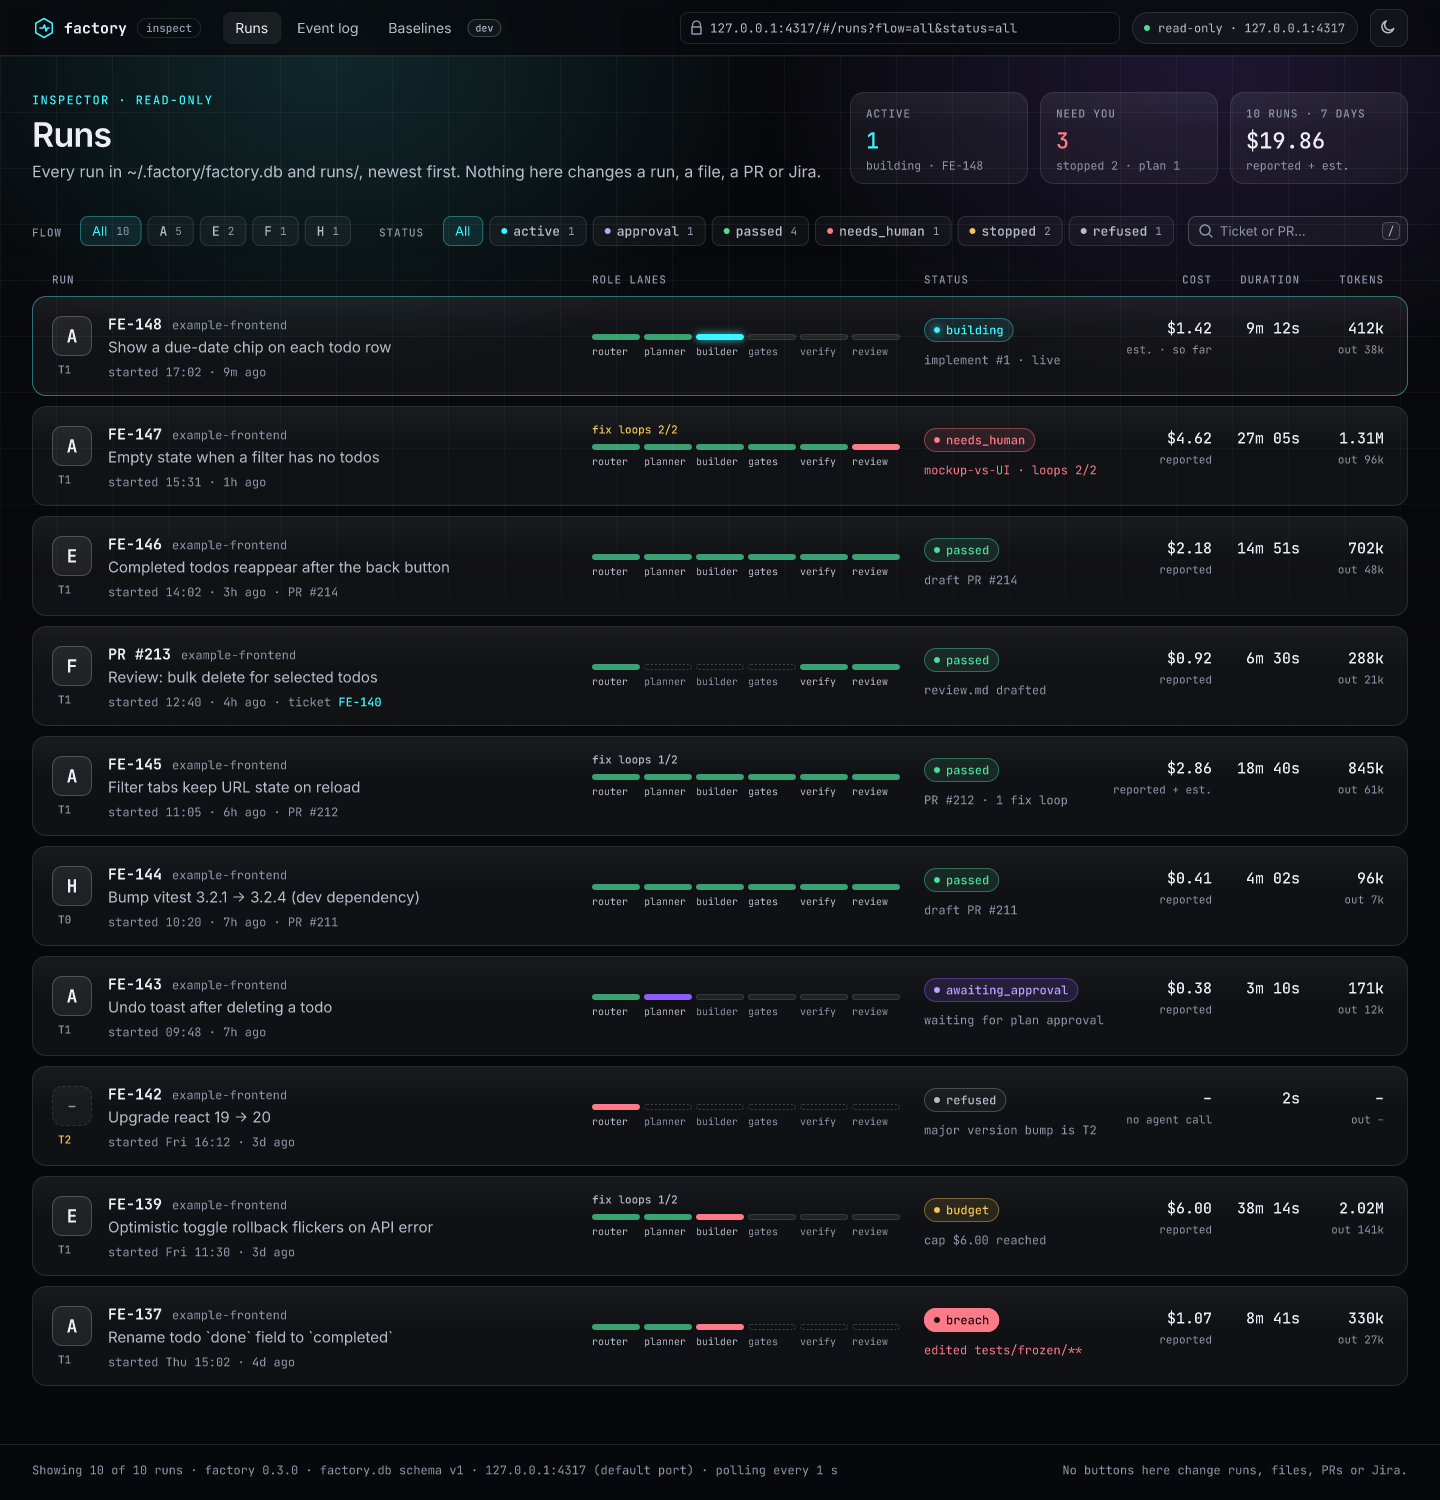 factory inspect Runs Event log Baselines dev 127.0.0.1:4317/#/runs?flow=all&status=all read-only · 127.0.0.1:4317
INSPECTOR · READ-ONLY
Runs
Every run in ~/.factory/factory.db and runs/, newest first. Nothing here changes a run, a file, a PR or Jira.
ACTIVE
1
building · FE-148
NEED YOU
3
stopped 2 · plan 1
10 RUNS · 7 DAYS
$19.86
reported + est.
FLOW All 10 A 5 E 2 F 1 H 1 STATUS All active 1 approval 1 passed 4 needs_human 1 stopped 2 refused 1 Ticket or PR... /
RUN ROLE LANES STATUS COST DURATION TOKENS
A
T1
FE-148 example-frontend
Show a due-date chip on each todo row
started 17:02 · 9m ago
router planner builder gates verify review
building
implement #1 · live
$1.42 9m 12s 412k
est. · so far out 38k
A
T1
FE-147 example-frontend
Empty state when a filter has no todos
started 15:31 · 1h ago
fix loops 2/2
router planner builder gates verify review
needs_human
mockup-vs-UI · loops 2/2
$4.62 27m 05s 1.31M
reported out 96k
E
T1
FE-146 example-frontend
Completed todos reappear after the back button
started 14:02 · 3h ago · PR #214
router planner builder gates verify review
passed
draft PR #214
$2.18 14m 51s 702k
reported out 48k
F
T1
PR #213 example-frontend
Review: bulk delete for selected todos
started 12:40 · 4h ago · ticket FE-140
router planner builder gates verify review
passed
review.md drafted
$0.92 6m 30s 288k
reported out 21k
A
T1
FE-145 example-frontend
Filter tabs keep URL state on reload
started 11:05 · 6h ago · PR #212
fix loops 1/2
router planner builder gates verify review
passed
PR #212 · 1 fix loop
$2.86 18m 40s 845k
reported + est. out 61k
H
T0
FE-144 example-frontend
Bump vitest 3.2.1 → 3.2.4 (dev dependency)
started 10:20 · 7h ago · PR #211
router planner builder gates verify review
passed
draft PR #211
$0.41 4m 02s 96k
reported out 7k
A
T1
FE-143 example-frontend
Undo toast after deleting a todo
started 09:48 · 7h ago
router planner builder gates verify review
awaiting_approval
waiting for plan approval
$0.38 3m 10s 171k
reported out 12k
–
T2
FE-142 example-frontend
Upgrade react 19 → 20
started Fri 16:12 · 3d ago
router planner builder gates verify review
refused
major version bump is T2
– 2s –
no agent call out –
E
T1
FE-139 example-frontend
Optimistic toggle rollback flickers on API error
started Fri 11:30 · 3d ago
fix loops 1/2
router planner builder gates verify review
budget
cap $6.00 reached
$6.00 38m 14s 2.02M
reported out 141k
A
T1
FE-137 example-frontend
Rename todo `done` field to `completed`
started Thu 15:02 · 4d ago
router planner builder gates verify review
breach
edited tests/frozen/**
$1.07 8m 41s 330k
reported out 27k
Showing 10 of 10 runs · factory 0.3.0 · factory.db schema v1 · 127.0.0.1:4317 (default port) · polling every 1 s
No buttons here change runs, files, PRs or Jira.